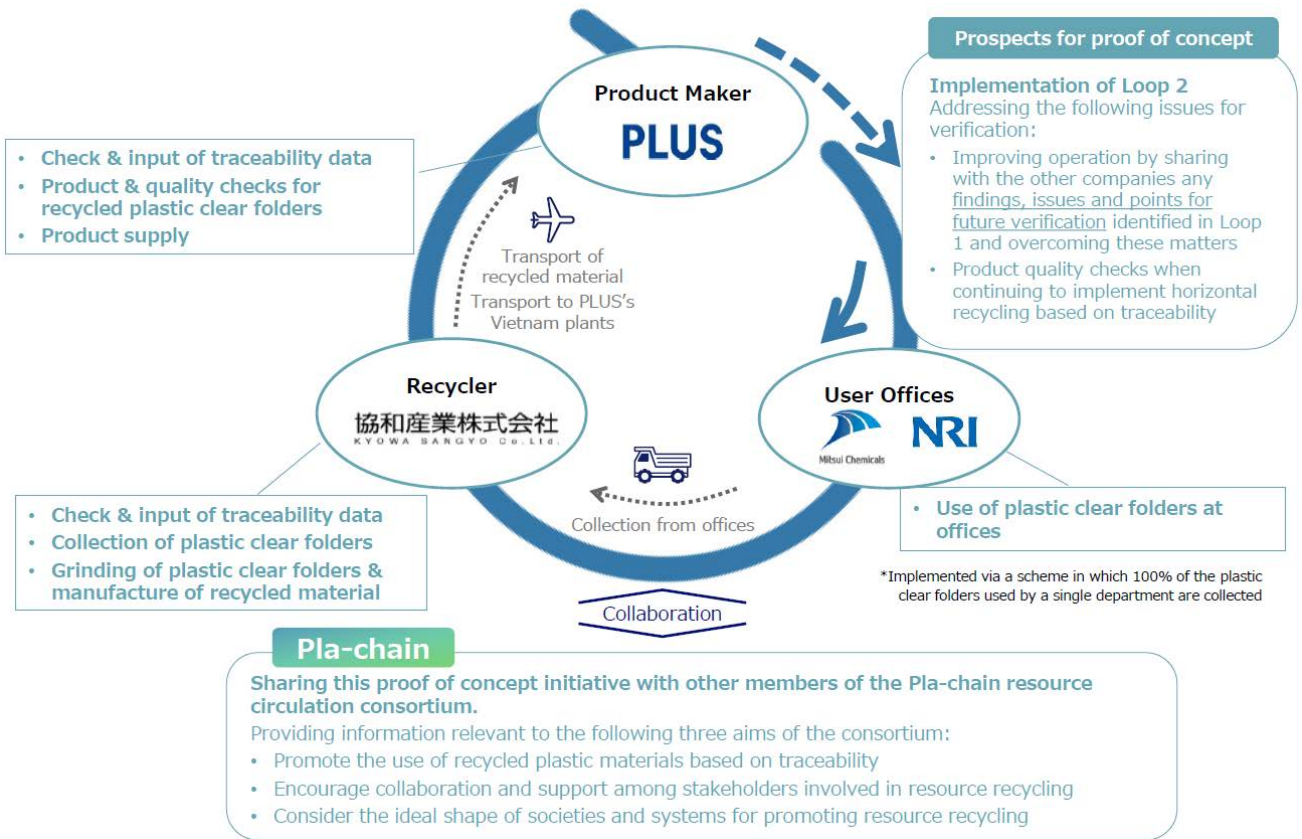 Prospects for proof of concept
Implementation of Loop 2
Addressing the following issues for
verification:
• Improving operation by sharing
with the other companies any
findings, issues and points for
future verification identified in Loop
1 and overcoming these matters
• Product quality checks when
continuing to implement horizontal
recycling based on traceability
Product Maker
PLUS
• Check & input of traceability data
• Product & quality checks for
recycled plastic clear folders
• Product supply
Transport of
recycled material
Transport to PLUS's
Vietnam plants
Recycler
協和産業株式会社
KYOWA SANGYO Co.Ltd.
User Offices
Mitsui Chemicals
NRI
Collection from offices
• Check & input of traceability data
• Collection of plastic clear folders
• Grinding of plastic clear folders &
manufacture of recycled material
• Use of plastic clear folders at
offices
*Implemented via a scheme in which 100% of the plastic
clear folders used by a single department are collected
Collaboration
Pla-chain
Sharing this proof of concept initiative with other members of the Pla-chain resource
circulation consortium.
Providing information relevant to the following three aims of the consortium:
• Promote the use of recycled plastic materials based on traceability
• Encourage collaboration and support among stakeholders involved in resource recycling
• Consider the ideal shape of societies and systems for promoting resource recycling